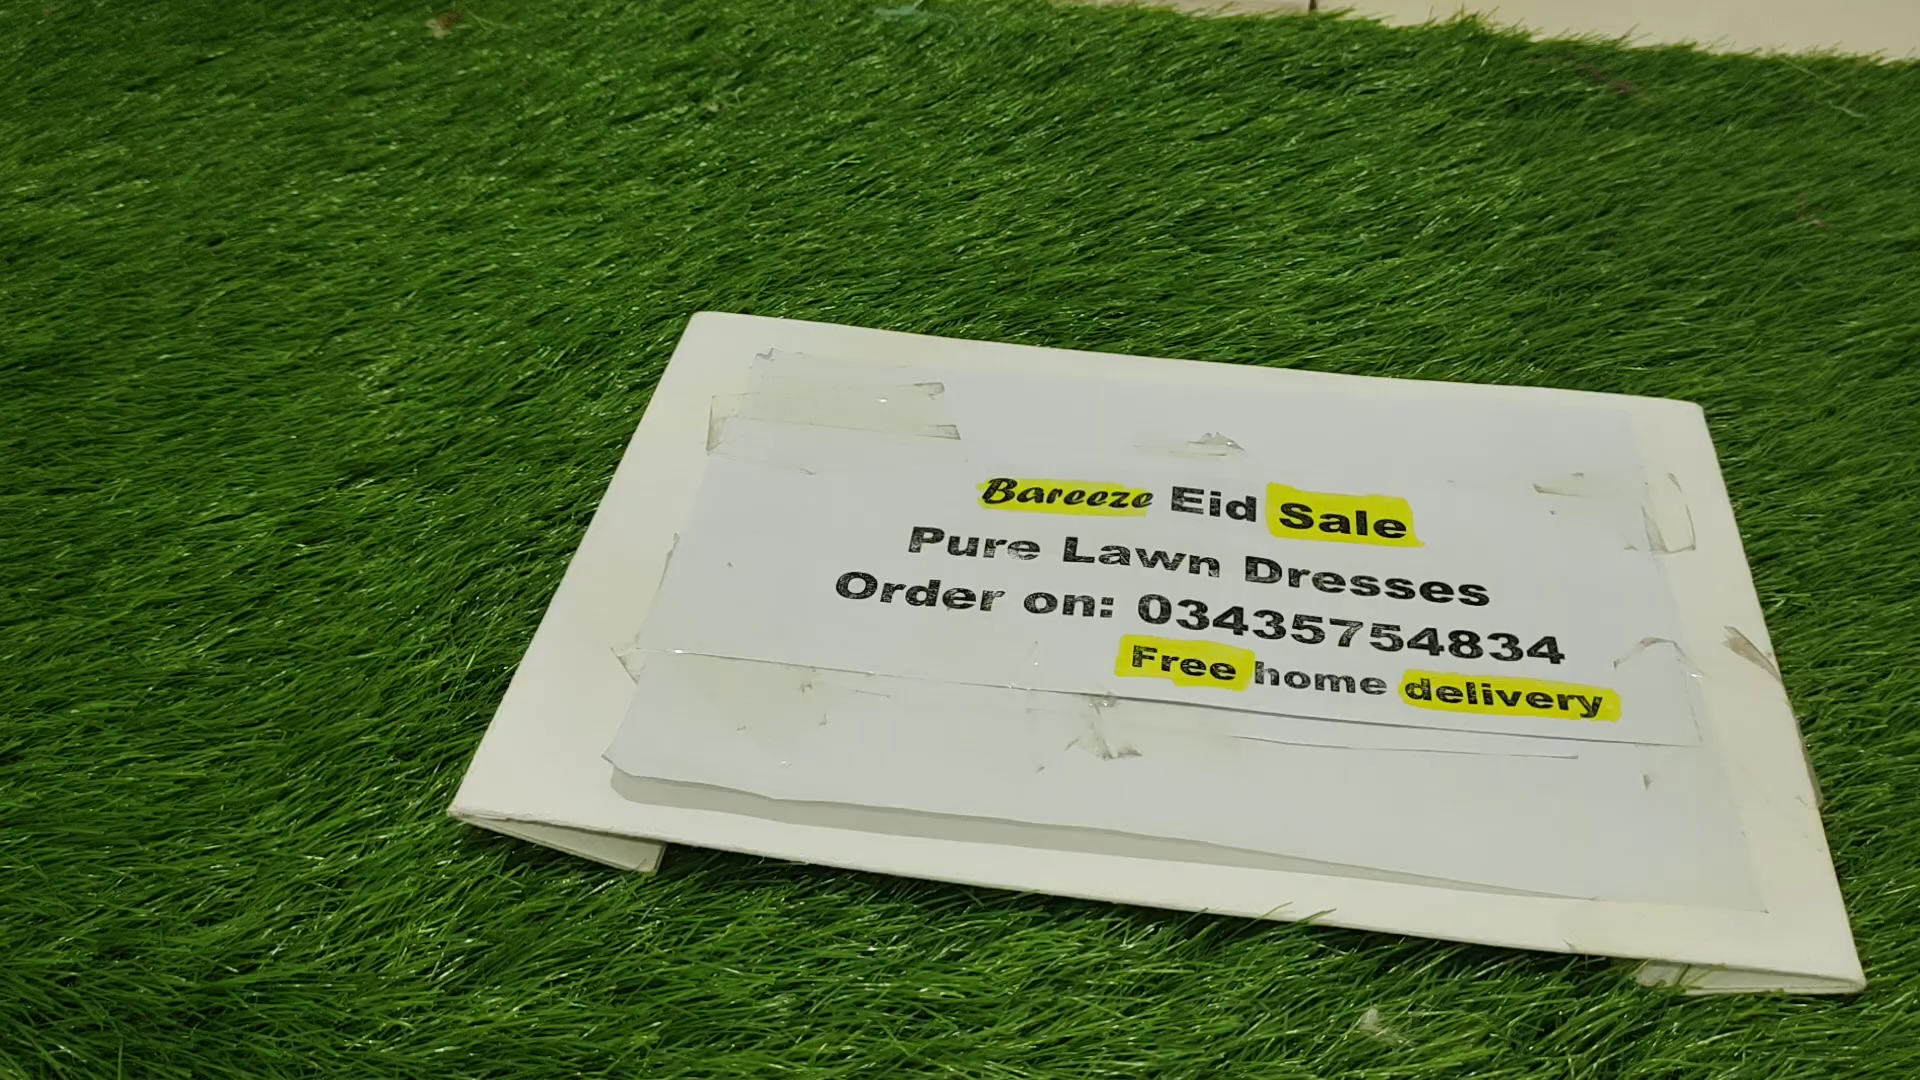 Bareeze Eid Sale
Pure Lawn Dresses
Order on: 03435754834
Free home delivery